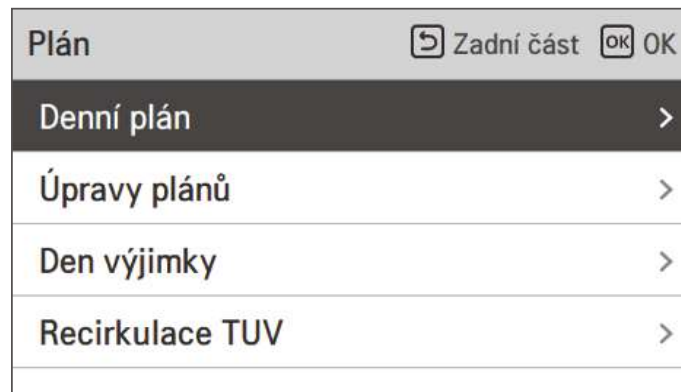 Plán Zadní část OK OK
Denní plán
Úpravy plánů
Den výjimky
Recirkulace TUV